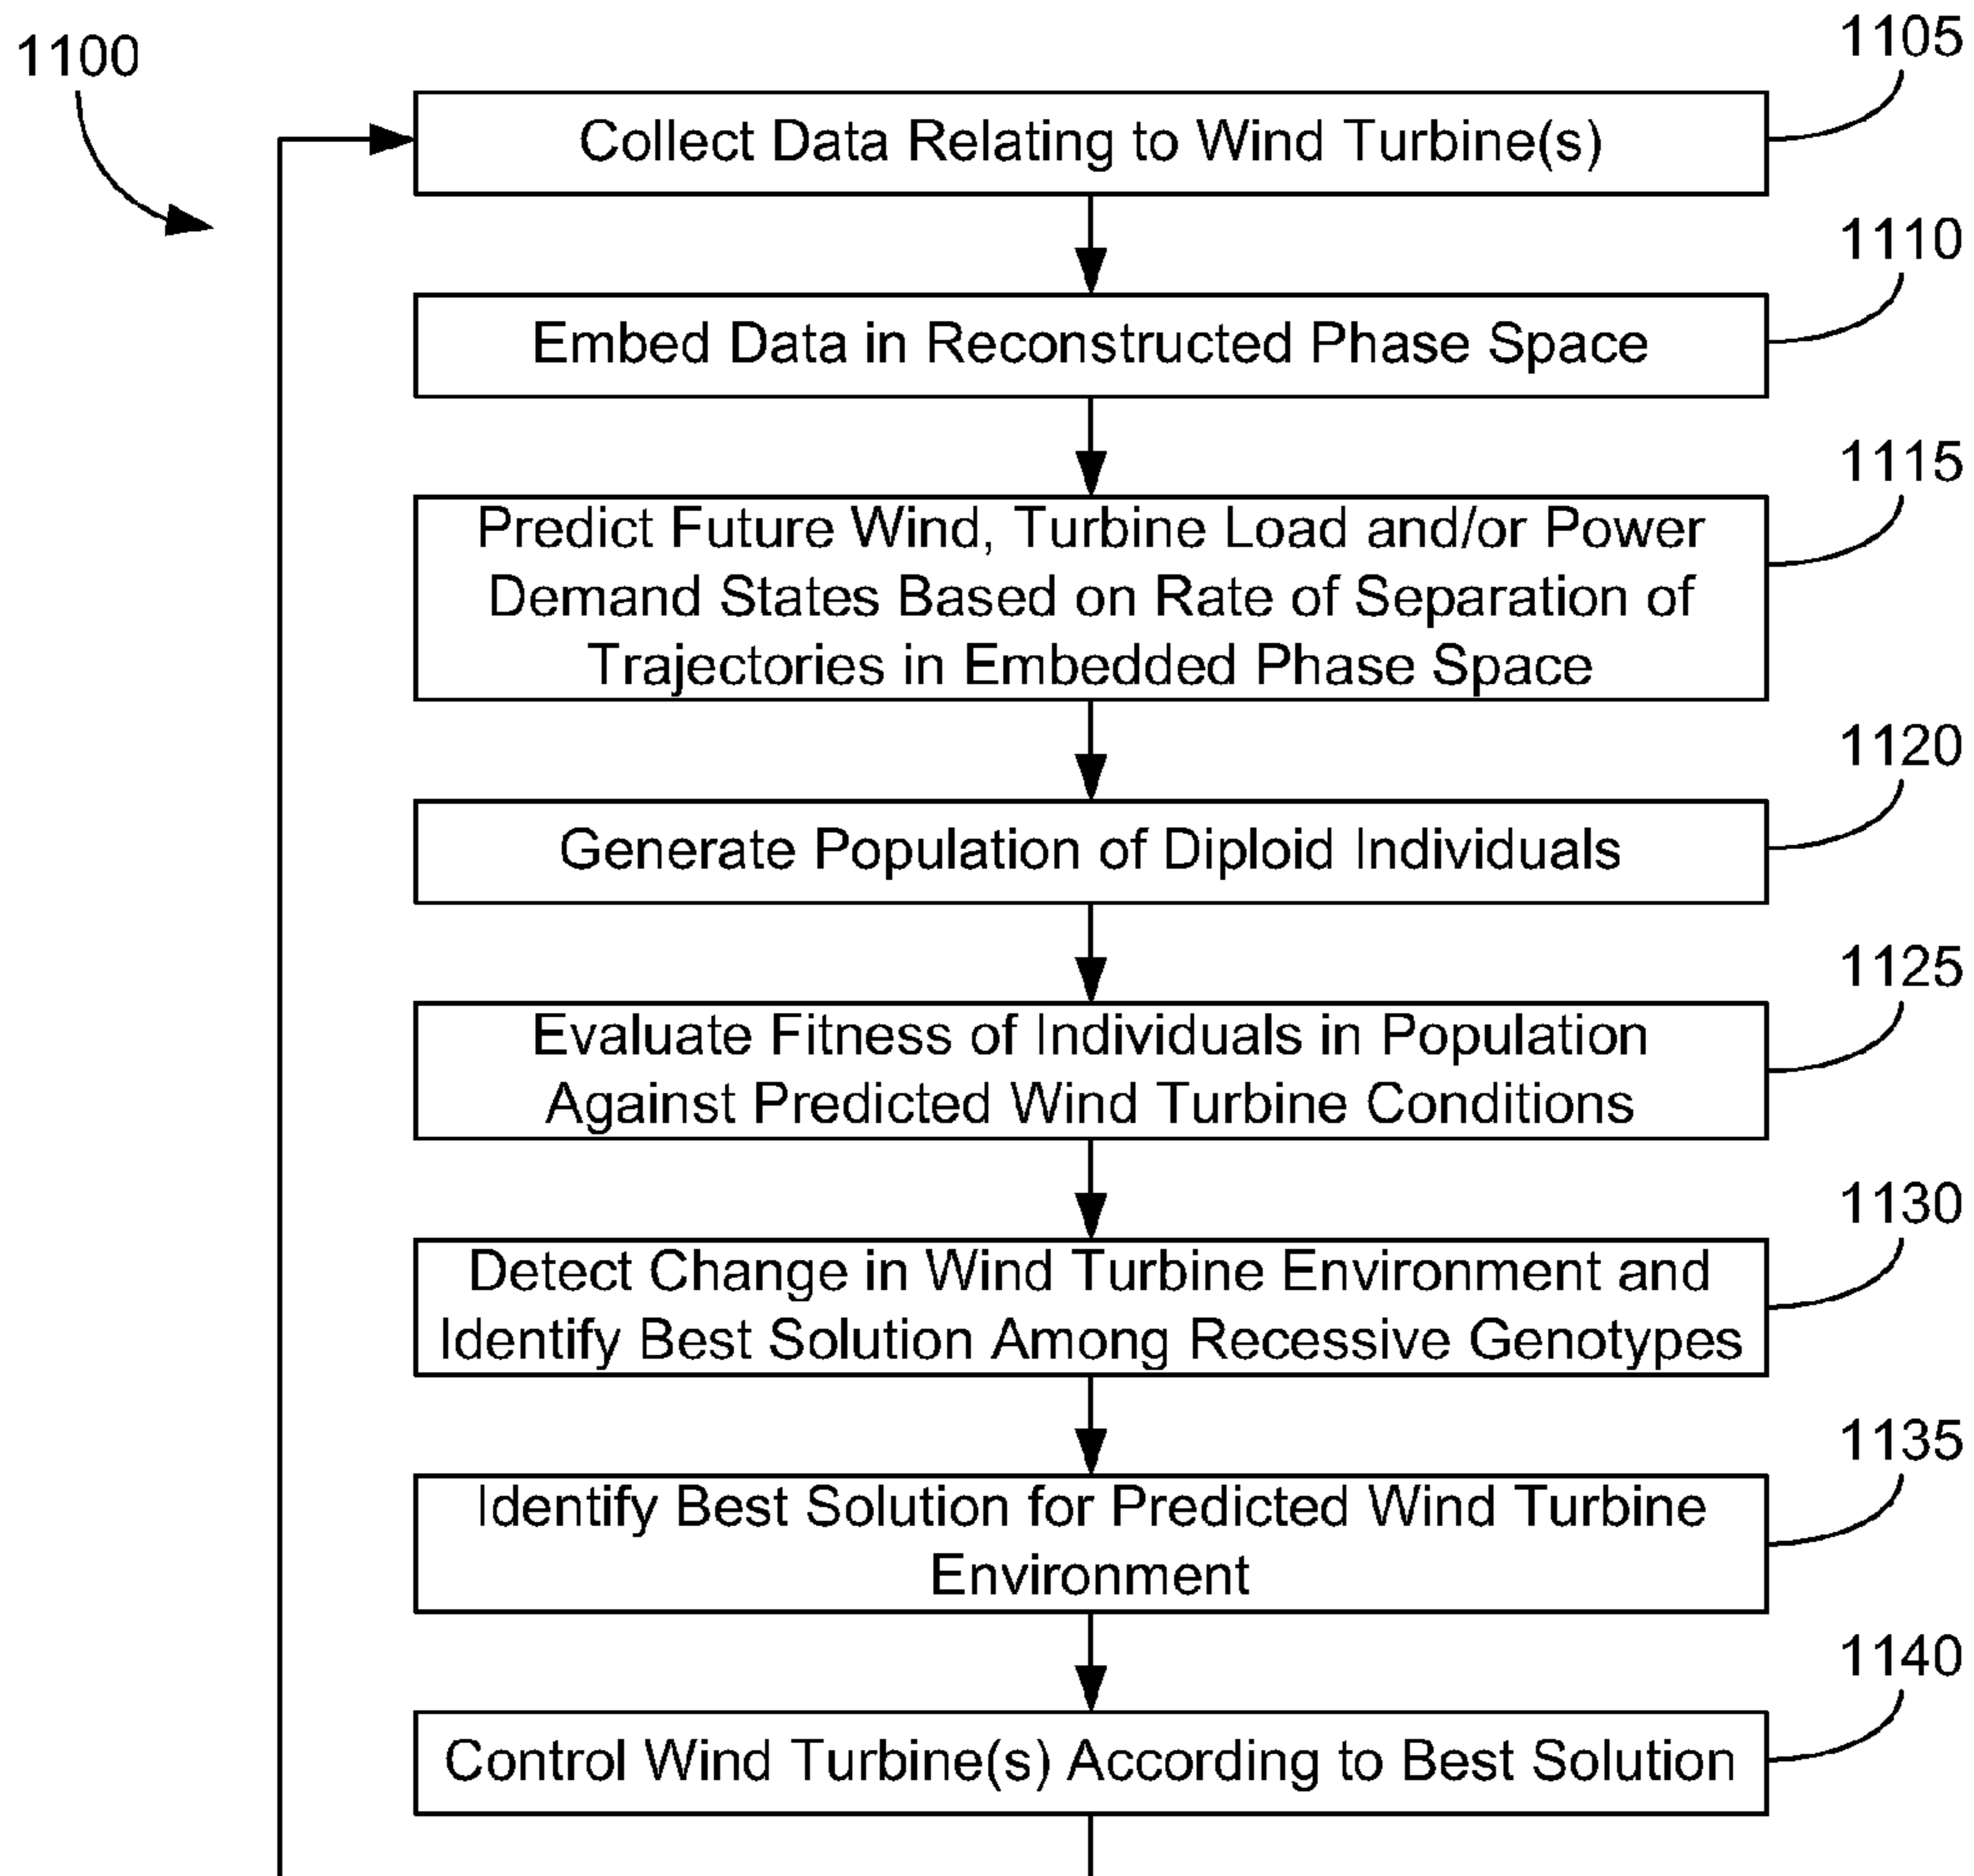 1100
1105
Collect Data Relating to Wind Turbine(s)
1110
Embed Data in Reconstructed Phase Space
1115
Predict Future Wind, Turbine Load and/or Power
Demand States Based on Rate of Separation of
Trajectories in Embedded Phase Space
1120
Generate Population of Diploid Individuals
1125
Evaluate Fitness of Individuals in Population
Against Predicted Wind Turbine Conditions
1130
Detect Change in Wind Turbine Environment and
Identify Best Solution Among Recessive Genotypes
1135
Identify Best Solution for Predicted Wind Turbine
Environment
1140
Control Wind Turbine(s) According to Best Solution